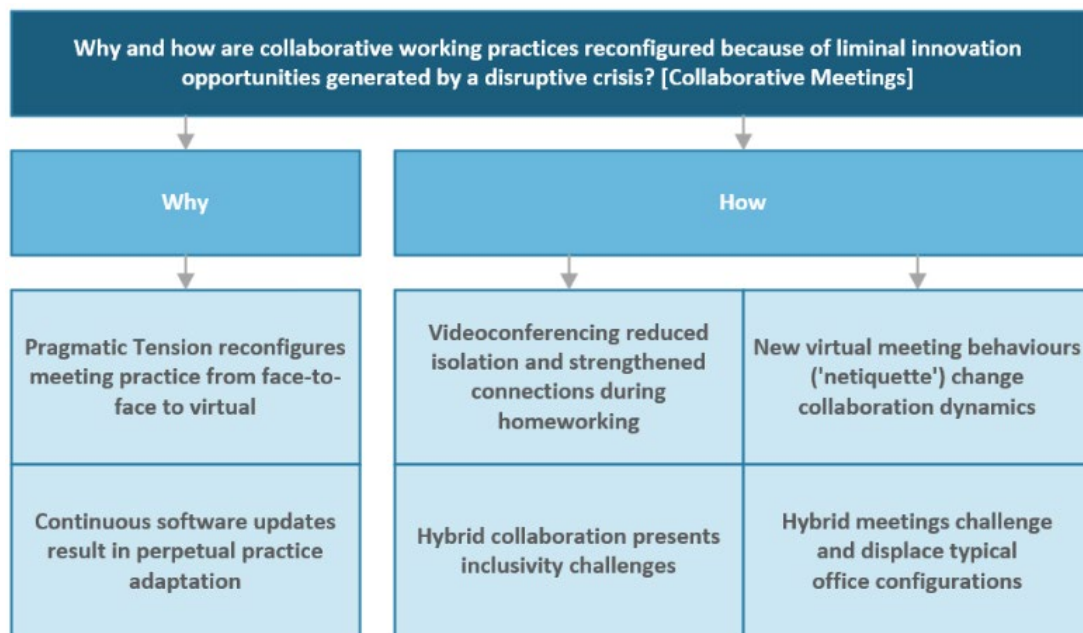 Why and how are collaborative working practices reconfigured because of liminal innovation
opportunities generated by a disruptive crisis? [Collaborative Meetings]
Why
How
Pragmatic Tension reconfigures
meeting practice from face-to-
face to virtual
Videoconferencing reduced
isolation and strengthened
connections during
homeworking
New virtual meeting behaviours
('netiquette') change
collaboration dynamics
Continuous software updates
result in perpetual practice
adaptation
Hybrid collaboration presents
inclusivity challenges
Hybrid meetings challenge
and displace typical
office configurations